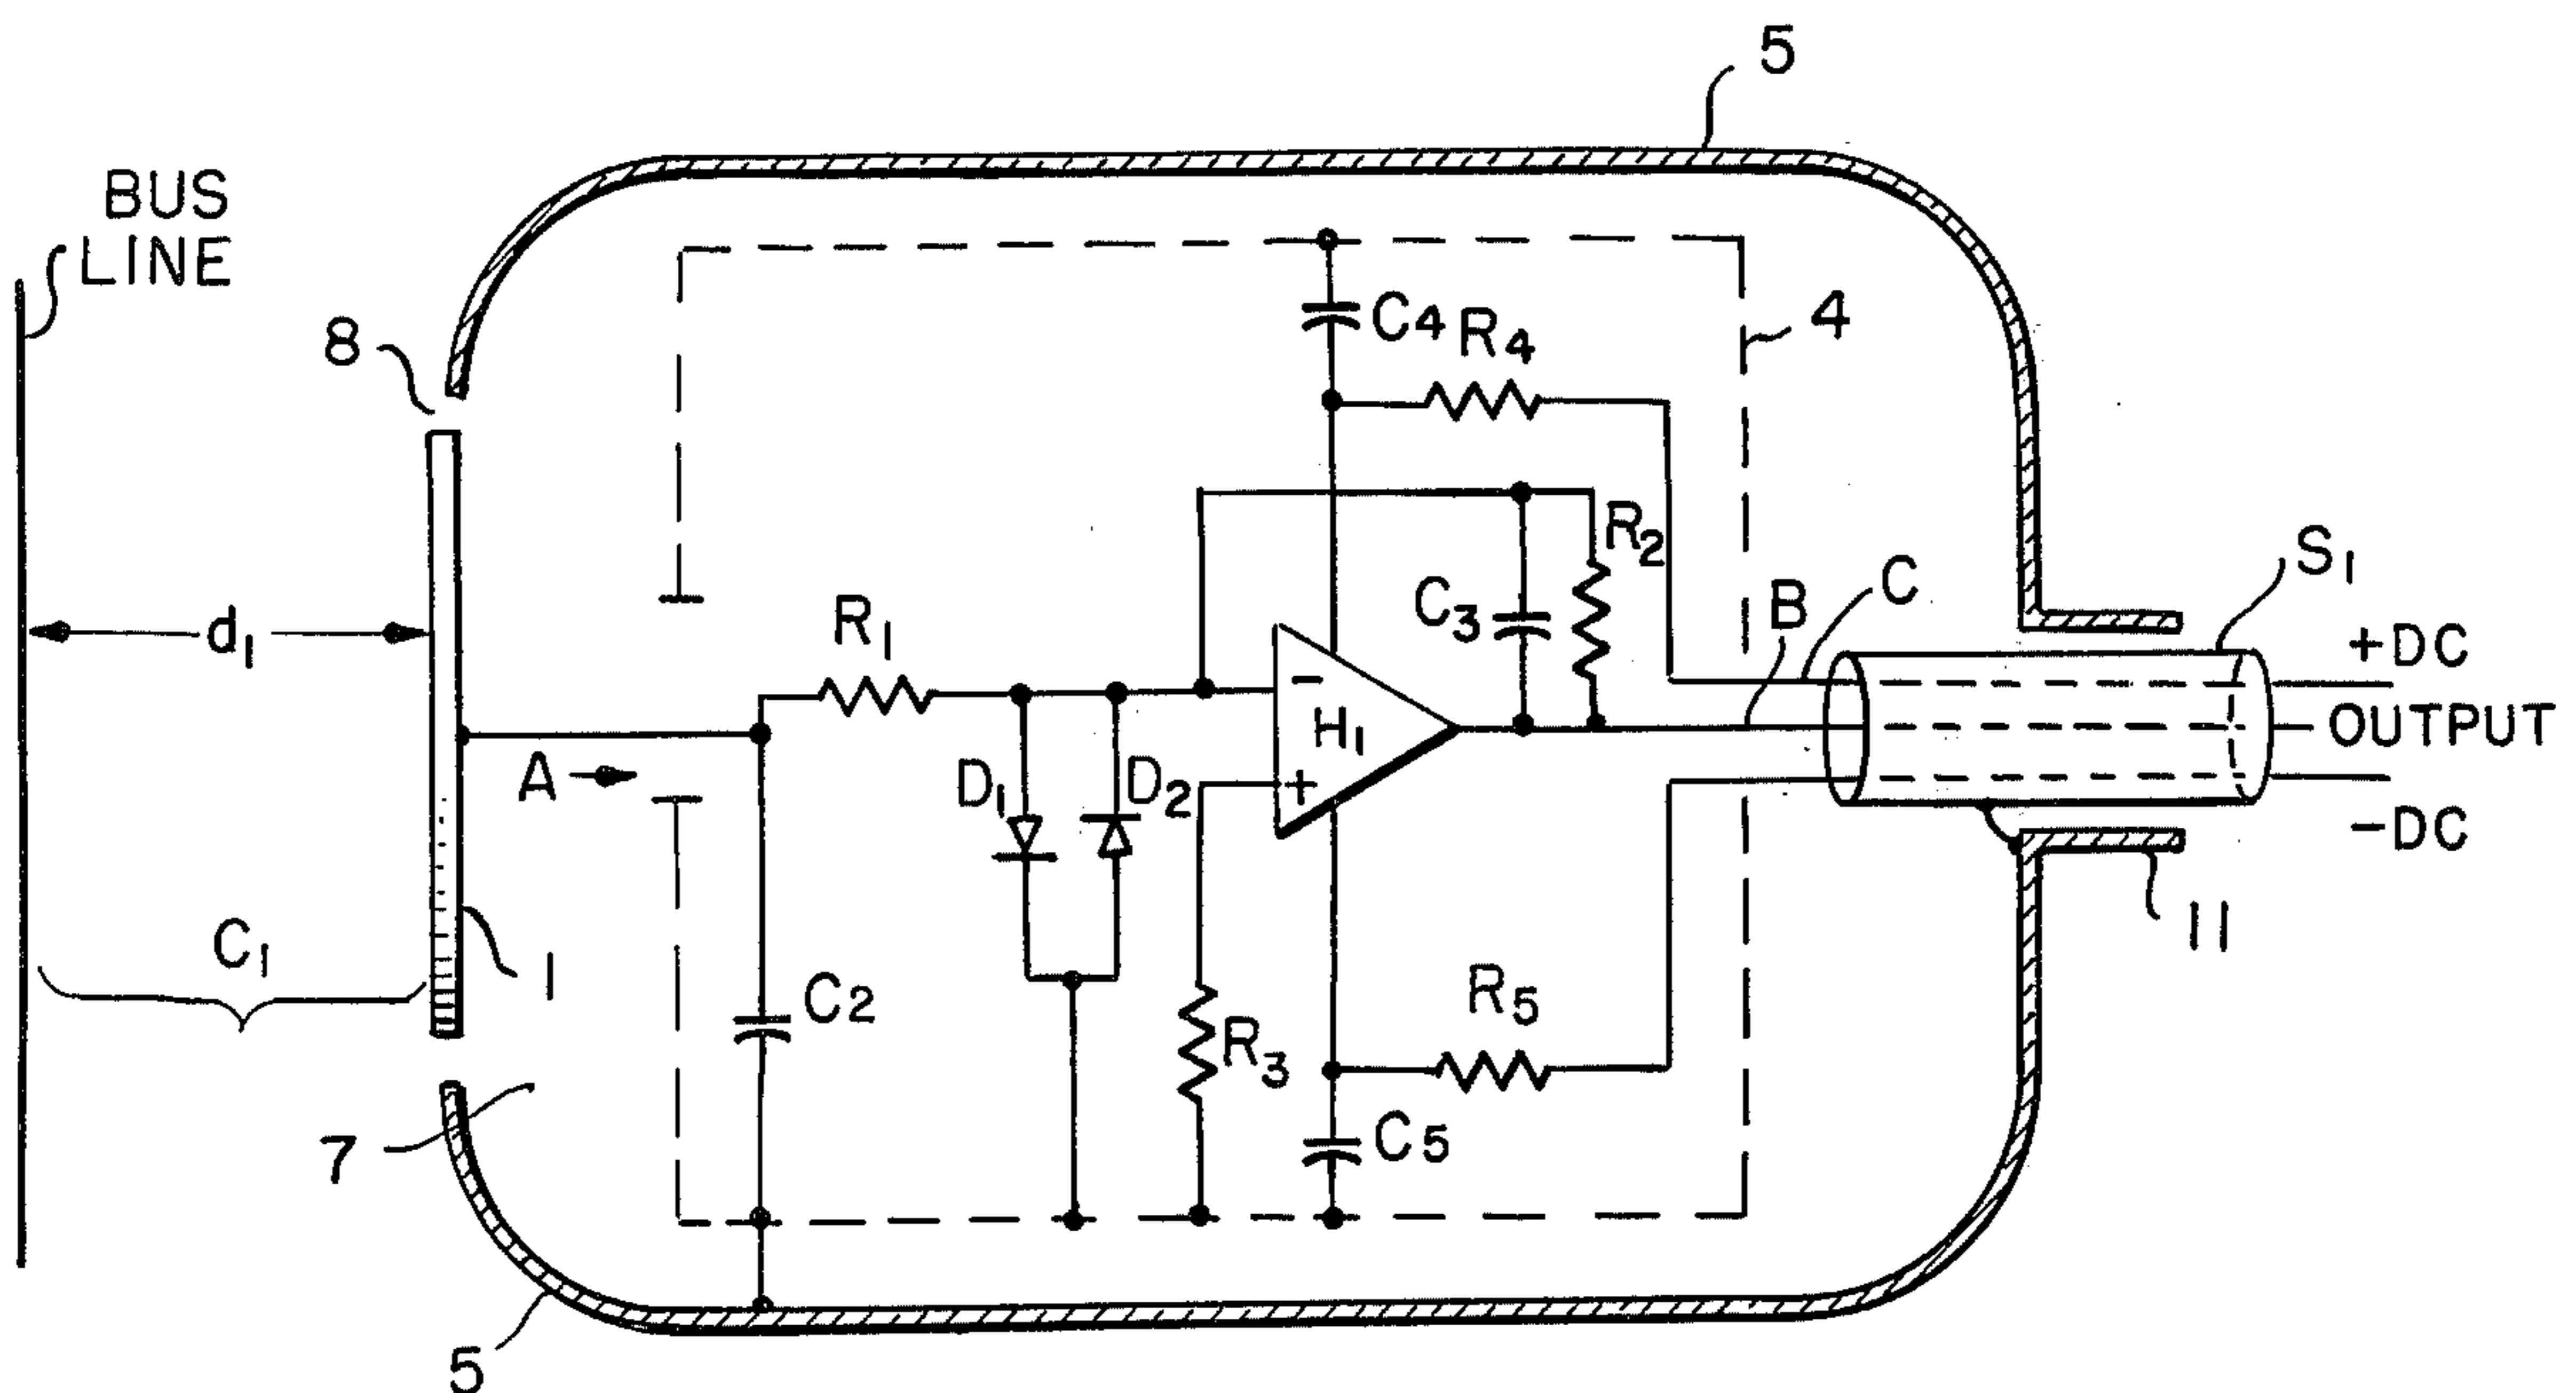 5
BUS
LINE
8
C4
R4
4
d1
R1
C3
R2
B
C
S1
+DC
OUTPUT
-DC
A
D1
D2
-
H1
+
C1
1
C2
R3
R5
C5
11
7
5